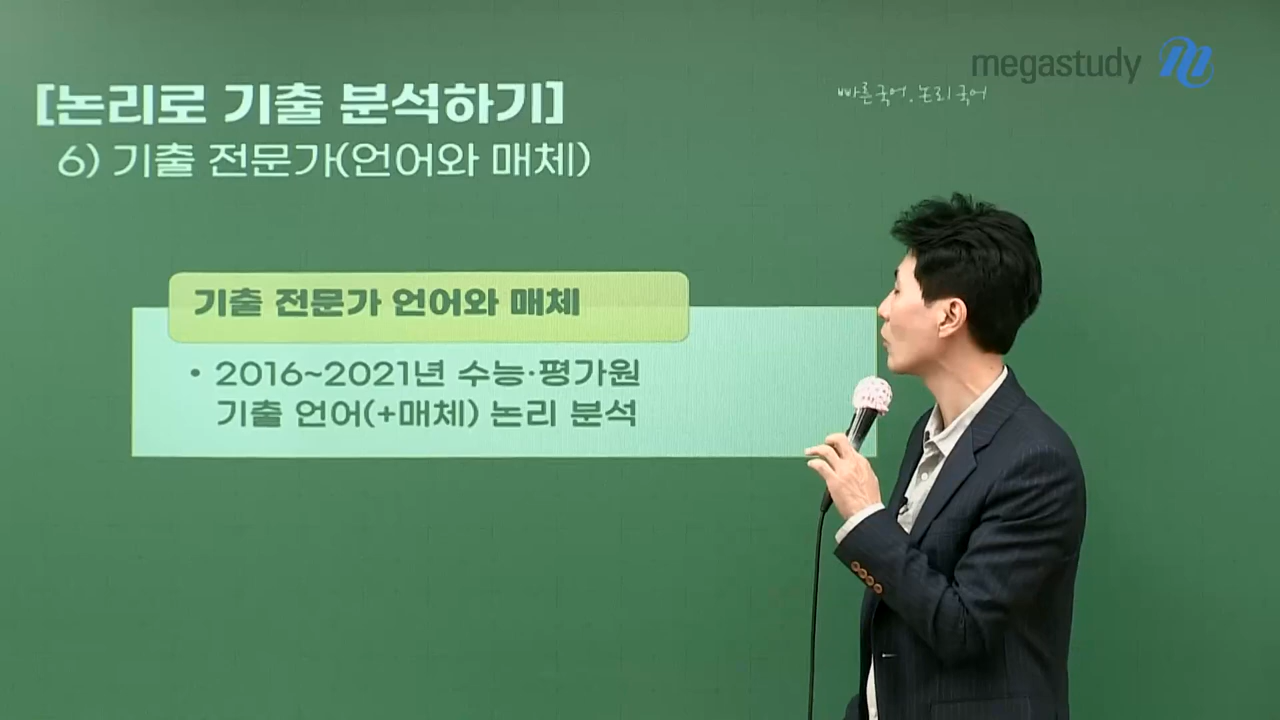 megastudy
빠른국어. 논리국어
[논리로 기출 분석하기]
6) 기출 전문가(언어와 매체)
기출 전문가 언어와 매체
• 2016~2021년 수능·평가원
기출 언어(+매체) 논리 분석